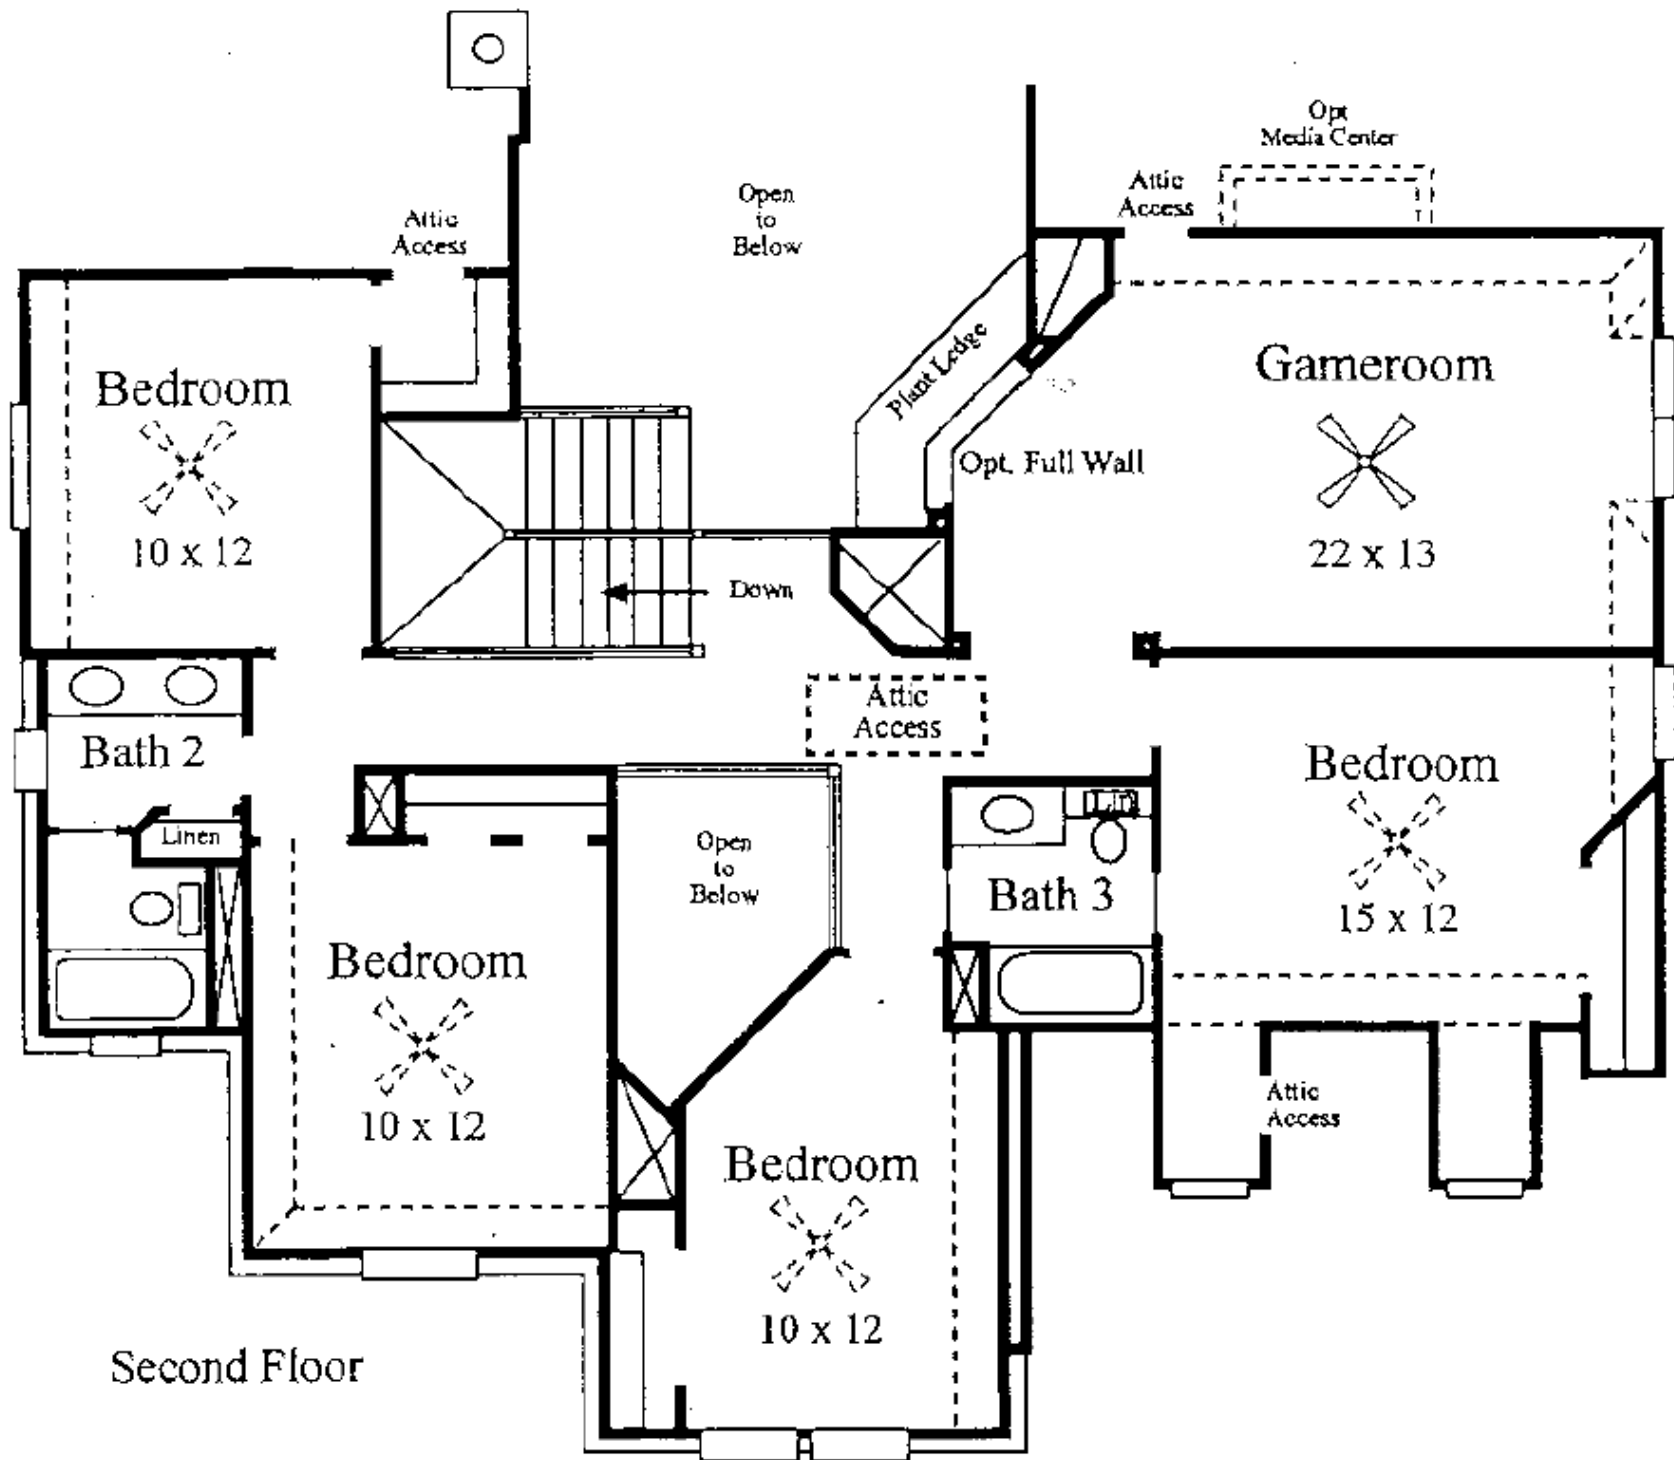 Opt
Media Center
Attic
Access
Open
to
Below
Attic
Access
Plant Ledge
Gameroom
22 x 13
Bedroom
10 x 12
Opt. Full Wall
Down
Attic
Access
Bath 2
Linen
Bedroom
15 x 12
Lin
Bath 3
Open
to
Below
Bedroom
10 x 12
Attic
Access
Bedroom
10 x 12
Second Floor